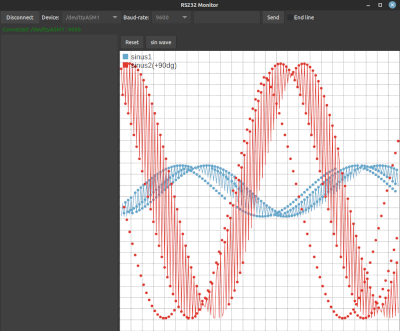 RS232 Monitor
Disconnect Device: /dev/ttyACM1 Baud-rate: 9600 Send End line
Connected: /dev/ttyACM1:9600
Reset sin wave
sinus1
sinus2(+90dg)